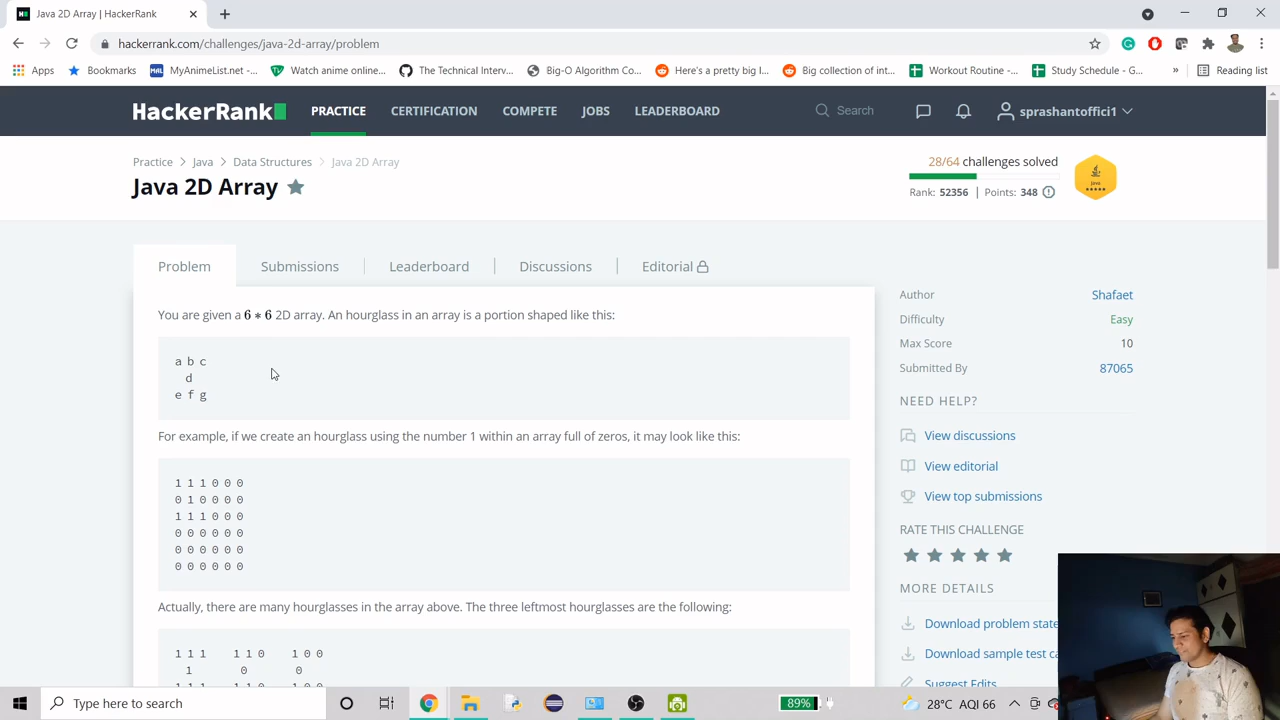 Java 2D Array | HackerRank
hackerrank.com/challenges/java-2d-array/problem
Apps
Bookmarks
MyAnimeList.net -...
Watch anime online...
The Technical Interv...
Big-O Algorithm Co...
Here's a pretty big l...
Big collection of int...
Workout Routine -...
Study Schedule - G...
»
Reading list
HackerRank
PRACTICE
CERTIFICATION
COMPETE
JOBS
LEADERBOARD
Search
sprashantoffici1
Practice > Java > Data Structures > Java 2D Array
Java 2D Array
28/64 challenges solved
Rank: 52356 | Points: 348
Java
Problem
Submissions
Leaderboard
Discussions
Editorial
You are given a 6 * 6 2D array. An hourglass in an array is a portion shaped like this:
a b c
d
e f g
For example, if we create an hourglass using the number 1 within an array full of zeros, it may look like this:
1 1 1 0 0 0
0 1 0 0 0 0
1 1 1 0 0 0
0 0 0 0 0 0
0 0 0 0 0 0
0 0 0 0 0 0
Actually, there are many hourglasses in the array above. The three leftmost hourglasses are the following:
1 1 1 1 1 0 1 0 0
1 0 0
1 1 1 1 1 0 1 0 0
Author Shafaet
Difficulty Easy
Max Score 10
Submitted By 87065
NEED HELP?
View discussions
View editorial
View top submissions
RATE THIS CHALLENGE
MORE DETAILS
Download problem state
Download sample test ca
Suggest Edits
Type here to search
89%
28°C AQI 66